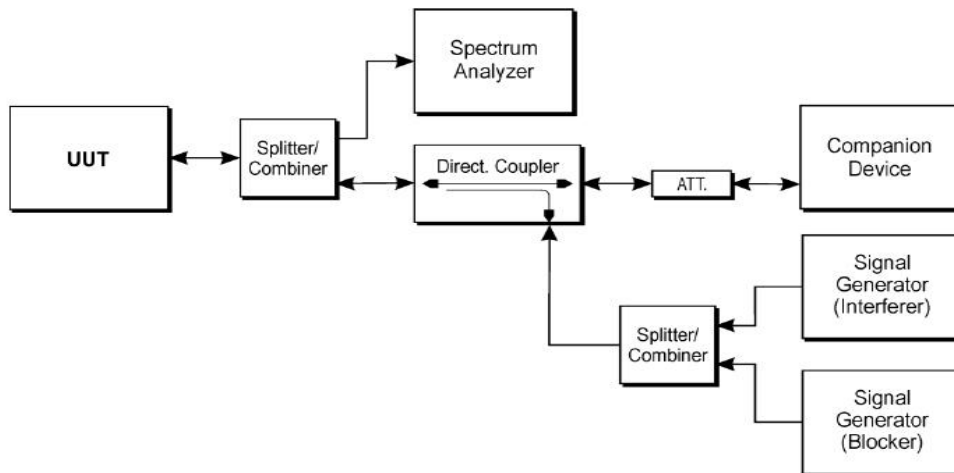 Spectrum
Analyzer
UUT
Splitter/
Combiner
Direct. Coupler
ATT.
Companion
Device
Signal
Generator
(Interferer)
Splitter/
Combiner
Signal
Generator
(Blocker)